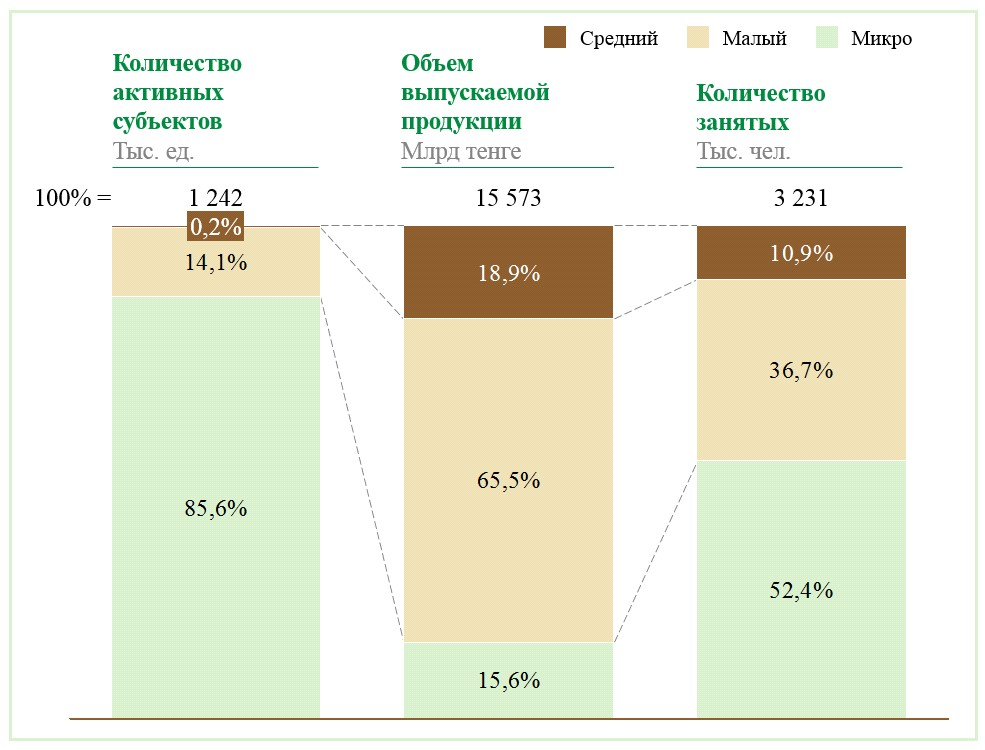 Средний Малый Микро
Количество
активных
субъектов
Тыс. ед.
Объем
выпускаемой
продукции
Млрд тенге
Количество
занятых
Тыс. чел.
100% = 1 242 15 573 3 231
0,2%
14,1%
85,6%
18,9%
65,5%
15,6%
10,9%
36,7%
52,4%